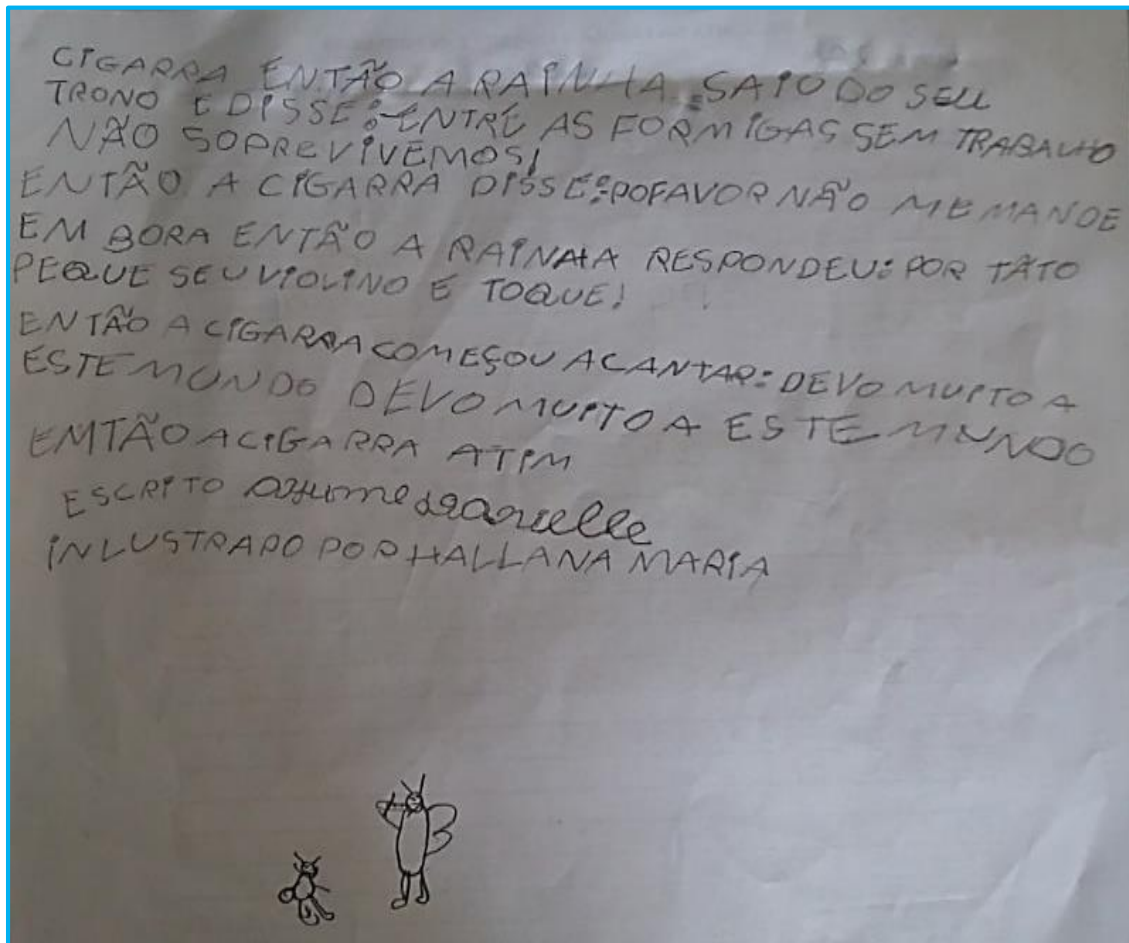 CIGARRA ENTÃO A RAINHA SAIO DO SEU
TRONO E DISSE: ENTRE AS FORMIGAS SEM TRABALHO
NÃO SOPREVIVEMOS!
ENTÃO A CIGARRA DISSE: POFAVOR NÃO ME MANDE
EM BORA ENTÃO A RAINHA RESPONDEU: POR TÃTO
PEQUE SEU VIOLINO E TOQUE!
ENTÃO A CIGARRA COMEÇOU A CANTAR: DEVO MUITO A
ESTE MUNDO DEVO MUITO A ESTE MUNDO
EMTÃO A CIGARRA
ESCRITO
INLUSTRADO POR HALLANA MARIA